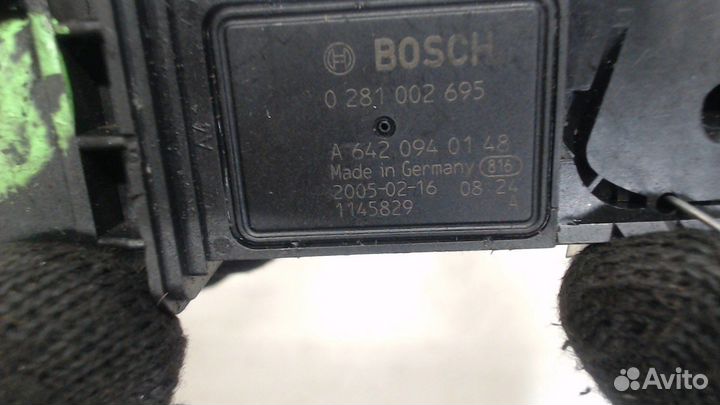 BOSCH
0 281 002 695
A 642 094 01 48
Made in Germany 816
2005-02-16 08:24
1145829 A
Avito